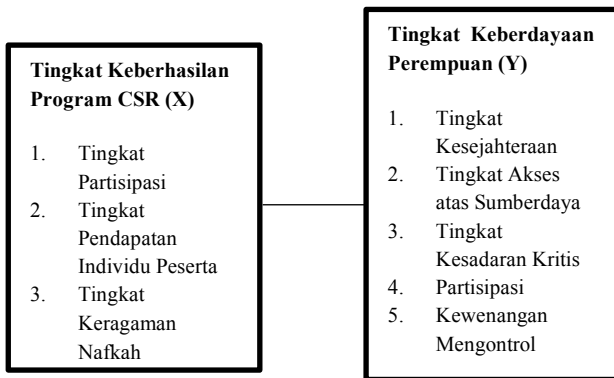 Tingkat Keberhasilan
Program CSR (X)
1. Tingkat
Partisipasi
2. Tingkat
Pendapatan
Individu Peserta
3. Tingkat
Keragaman
Nafkah
Tingkat Keberdayaan
Perempuan (Y)
1. Tingkat
Kesejahteraan
2. Tingkat Akses
atas Sumberdaya
3. Tingkat
Kesadaran Kritis
4. Partisipasi
5. Kewenangan
Mengontrol